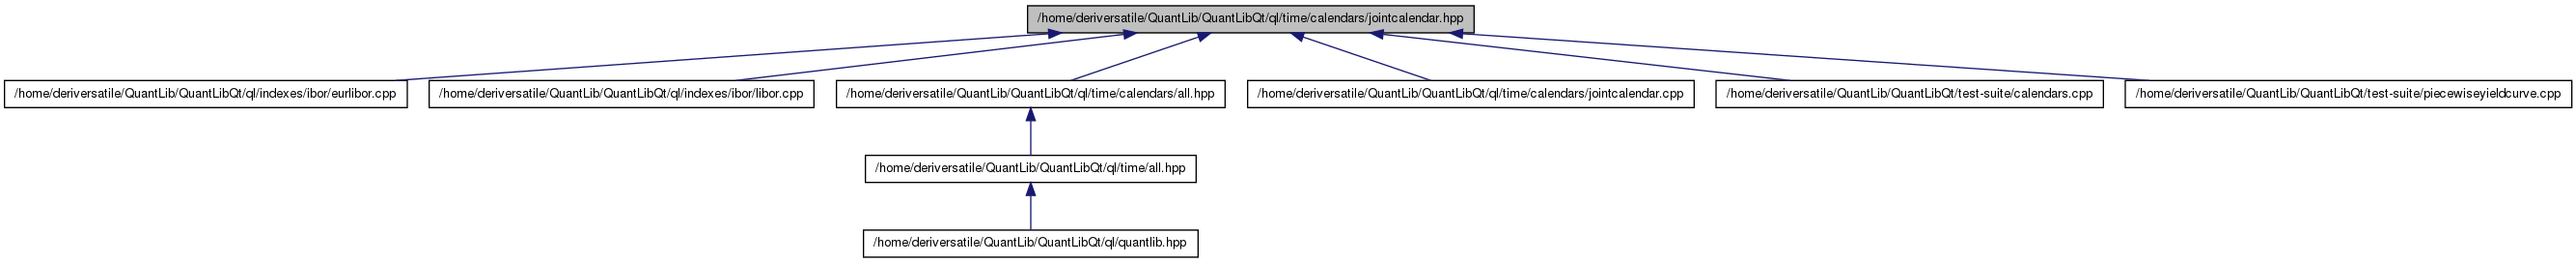 /home/deriversatile/QuantLib/QuantLibQt/ql/time/calendars/jointcalendar.hpp
/home/deriversatile/QuantLib/QuantLibQt/ql/indexes/ibor/eurlibor.cpp
/home/deriversatile/QuantLib/QuantLibQt/ql/indexes/ibor/libor.cpp
/home/deriversatile/QuantLib/QuantLibQt/ql/time/calendars/all.hpp
/home/deriversatile/QuantLib/QuantLibQt/ql/time/calendars/jointcalendar.cpp
/home/deriversatile/QuantLib/QuantLibQt/test-suite/calendars.cpp
/home/deriversatile/QuantLib/QuantLibQt/test-suite/piecewiseyieldcurve.cpp
/home/deriversatile/QuantLib/QuantLibQt/ql/time/all.hpp
/home/deriversatile/QuantLib/QuantLibQt/ql/quantlib.hpp